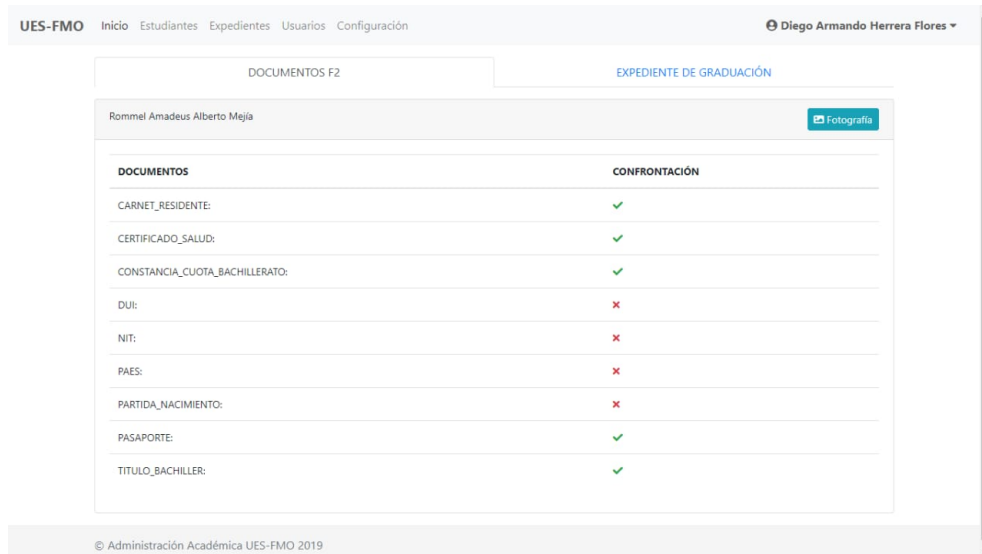 UES-FMO Inicio Estudiantes Expedientes Usuarios Configuración Diego Armando Herrera Flores
DOCUMENTOS F2 EXPEDIENTE DE GRADUACIÓN
Rommel Amadeus Alberto Mejía Fotografía
DOCUMENTOS CONFRONTACIÓN
CARNET_RESIDENTE:
CERTIFICADO_SALUD:
CONSTANCIA_CUOTA_BACHILLERATO:
DUI:
NIT:
PAES:
PARTIDA_NACIMIENTO:
PASAPORTE:
TITULO_BACHILLER:
© Administración Académica UES-FMO 2019